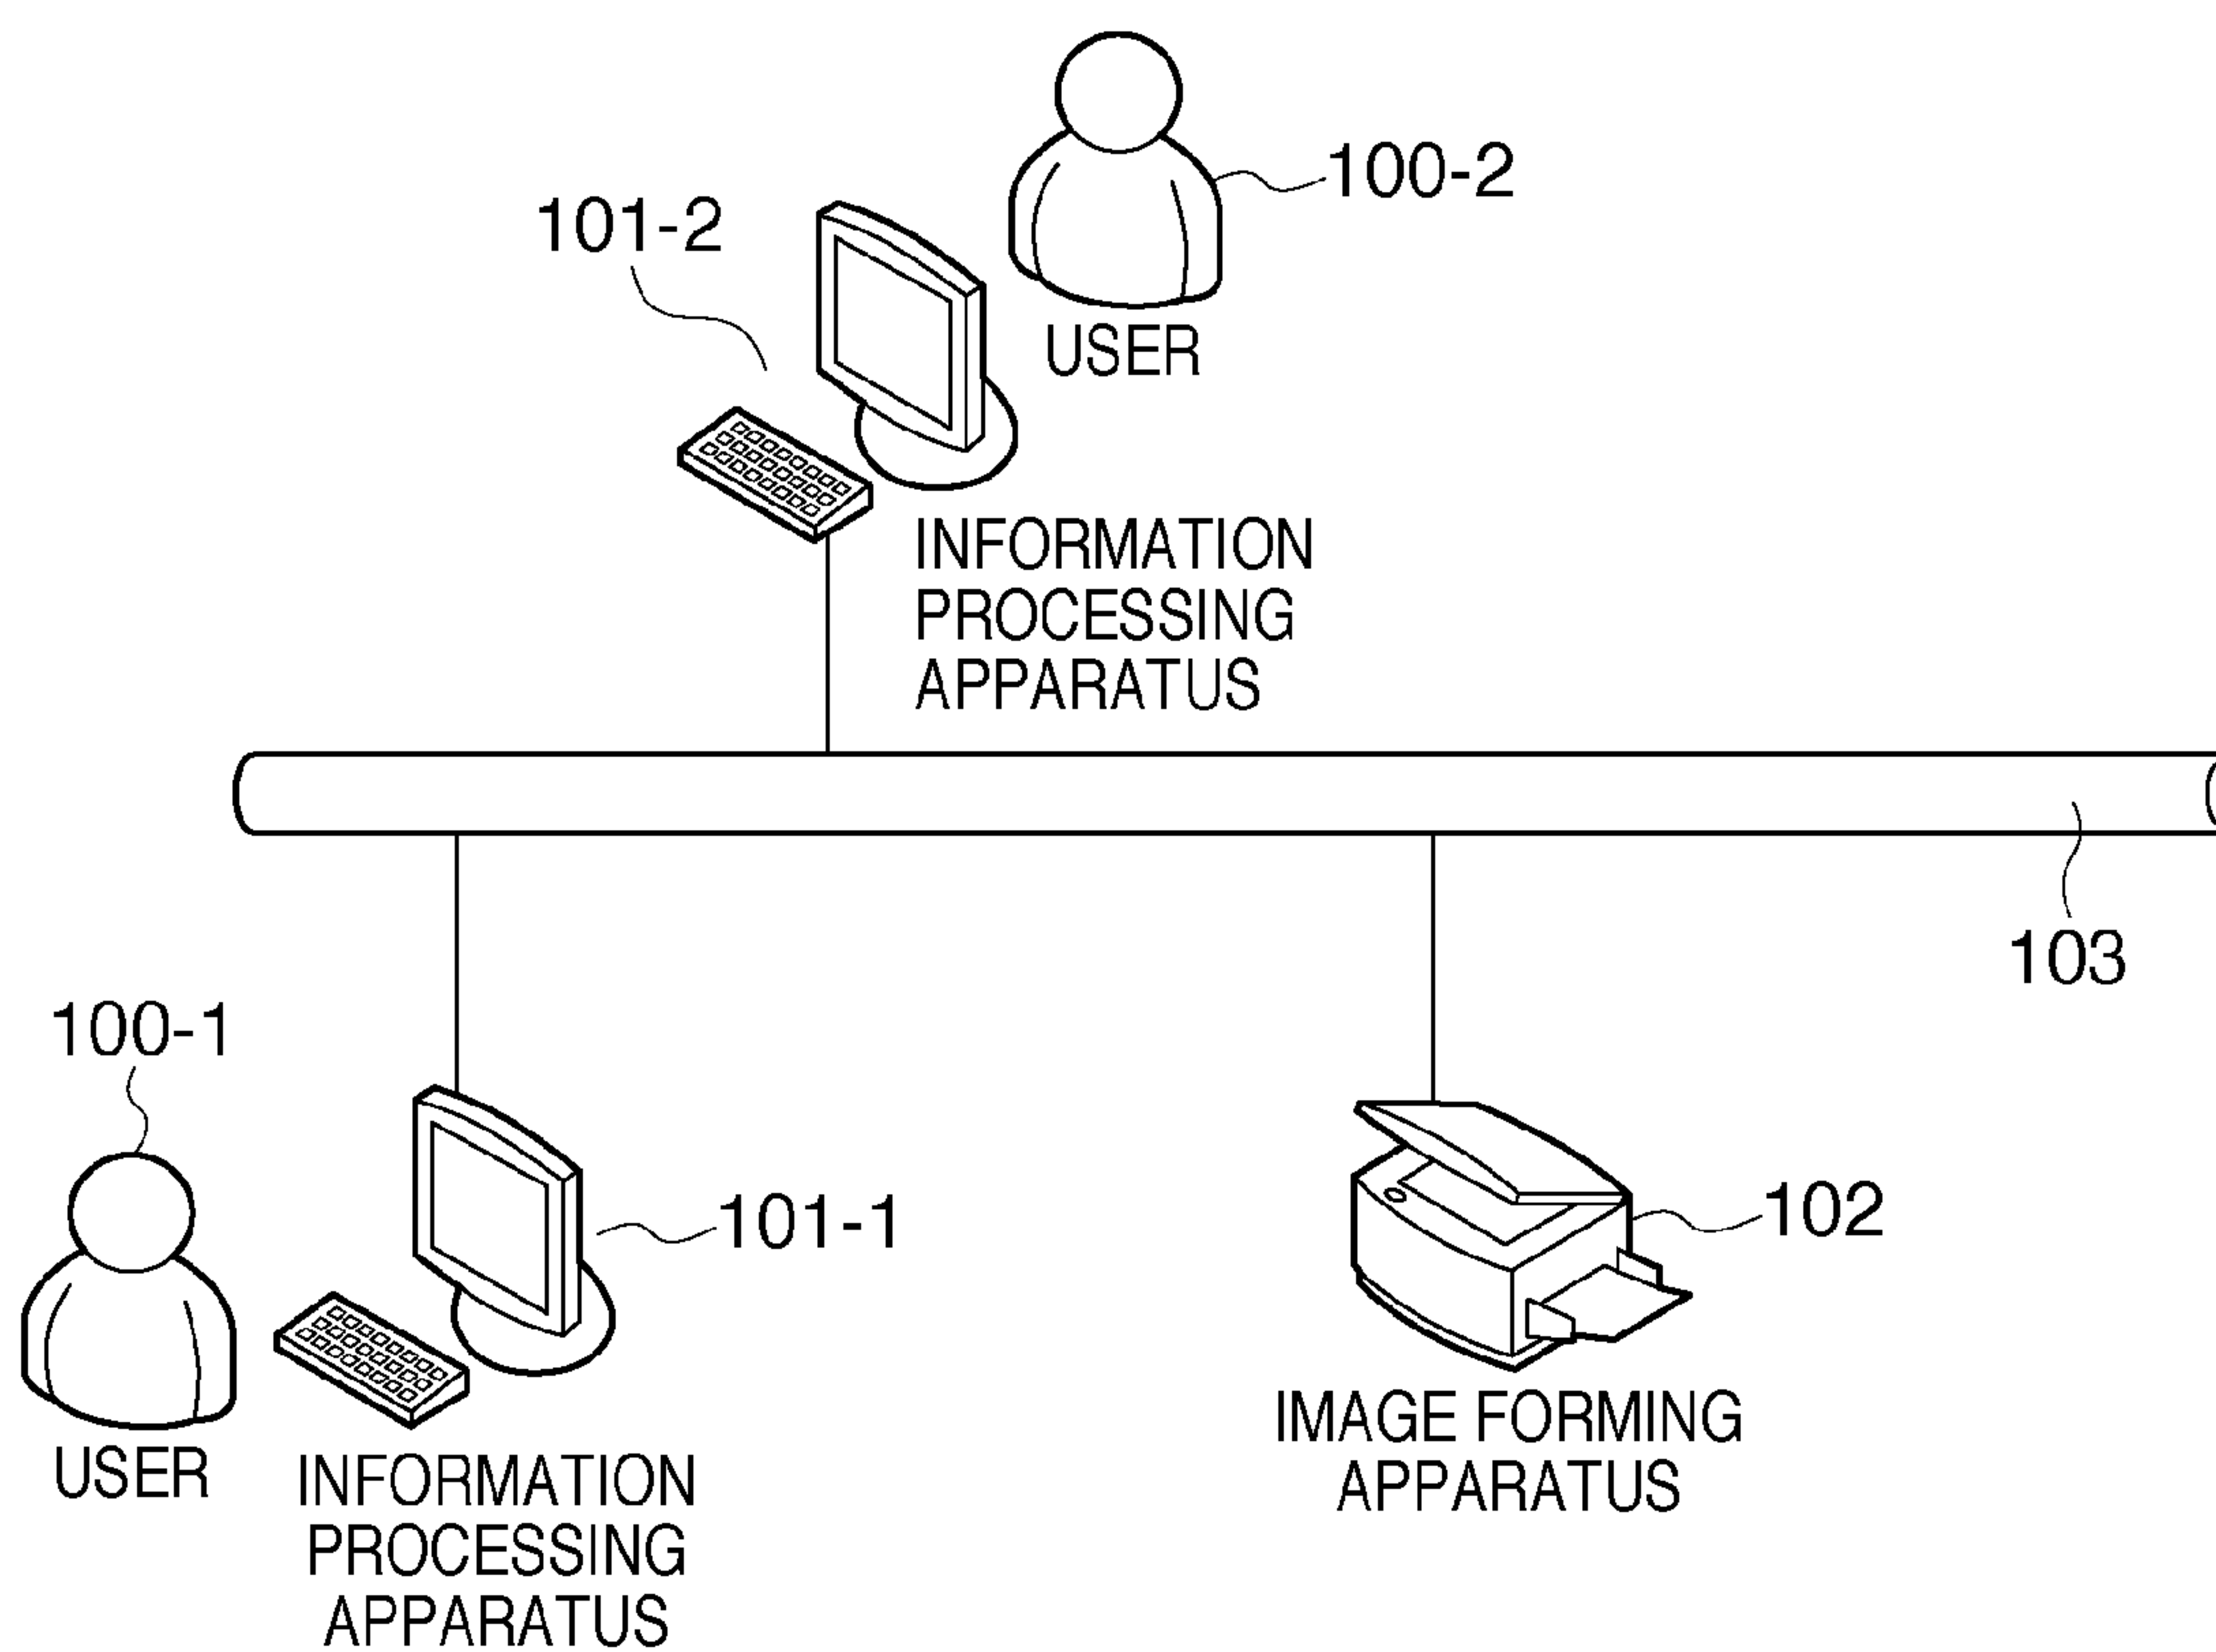 100-2
101-2
USER
INFORMATION
PROCESSING
APPARATUS
103
100-1
101-1
102
USER
INFORMATION
PROCESSING
APPARATUS
IMAGE FORMING
APPARATUS